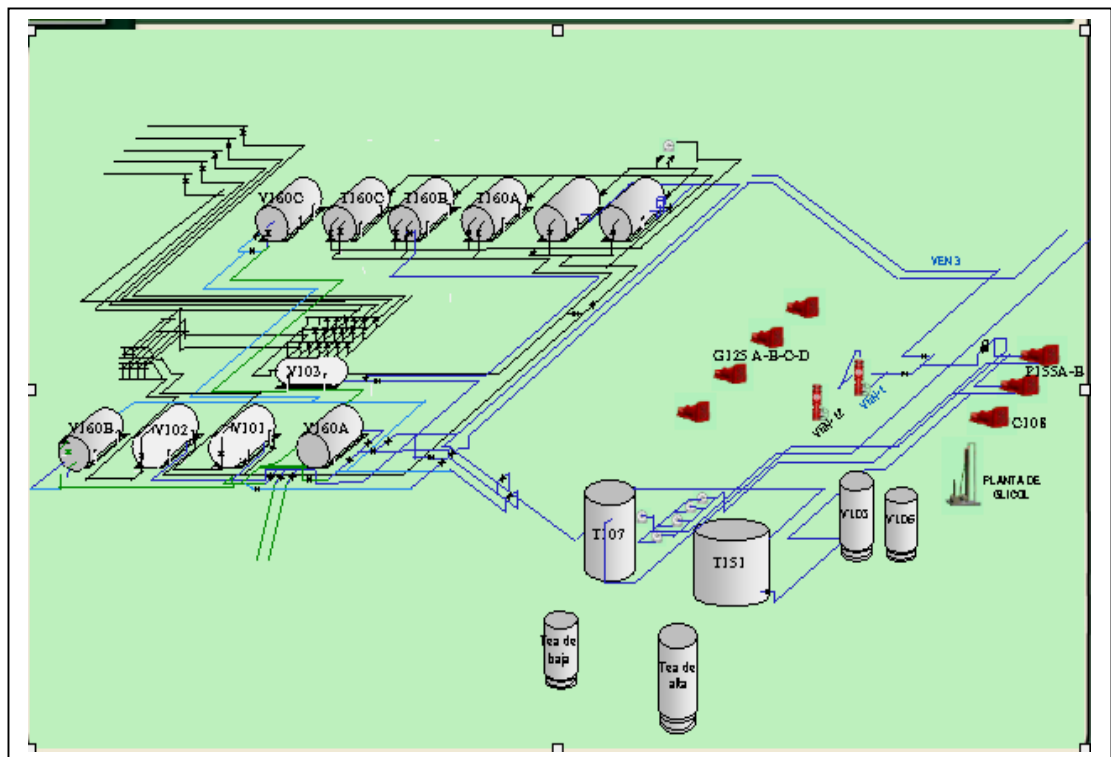 V160C
T160C
T160B
T160A
VEN 3
G125 A-B-C-D
V103
P155A-B
C108
V160B
V102
V101
V160A
PLANTA DE
GLICOL
V105
V106
T107
T151
Tea de
baja
Tea de
alta